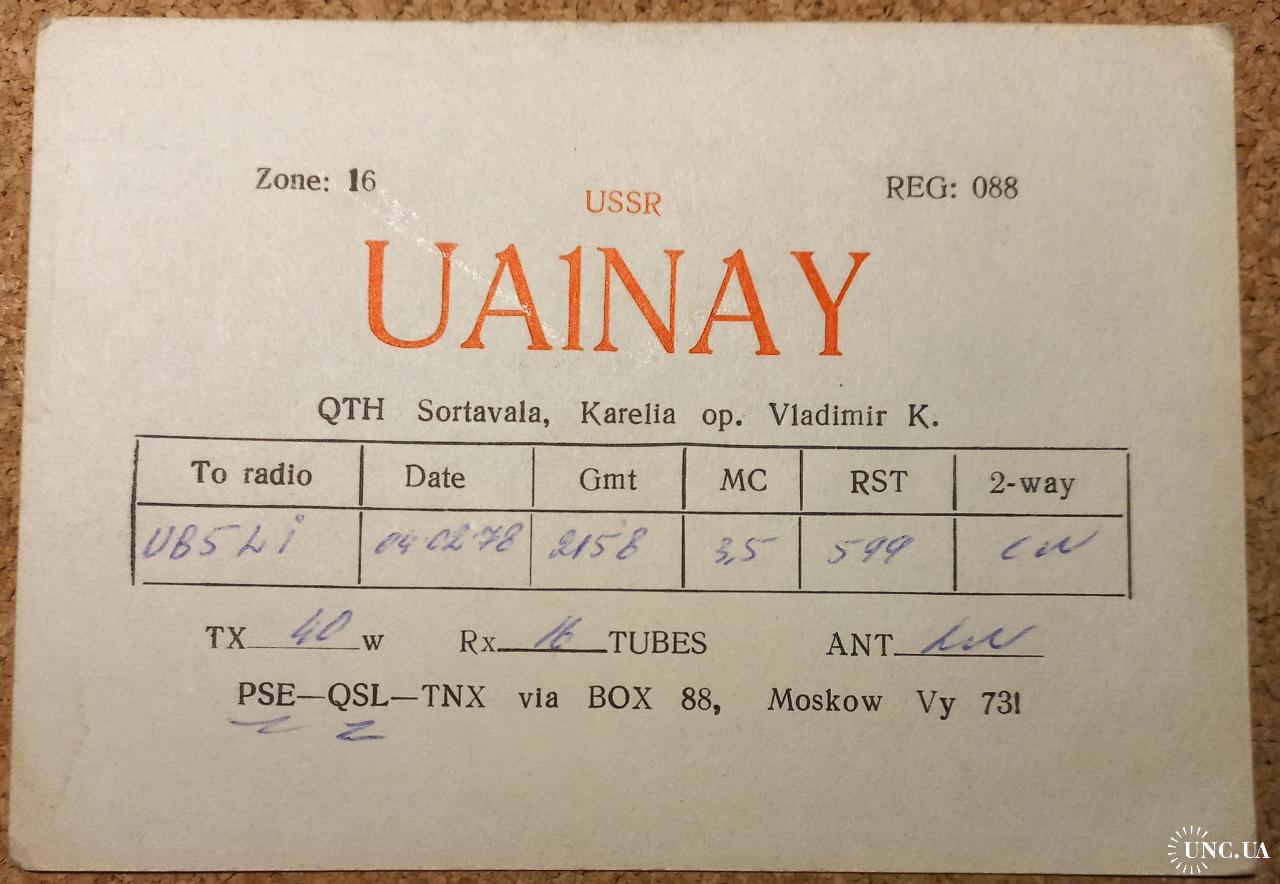 Zone: 16
REG: 088
USSR
UA1NAY
QTH Sortavala, Karelia op. Vladimir K.
To radio Date Gmt MC RST 2-way
UB5LI 04 02 78 2158 3,5 599 CW
TX 40 w Rx 16 TUBES ANT LW
PSE—QSL—TNX via BOX 88, Moskow Vy 73!
UNC.UA